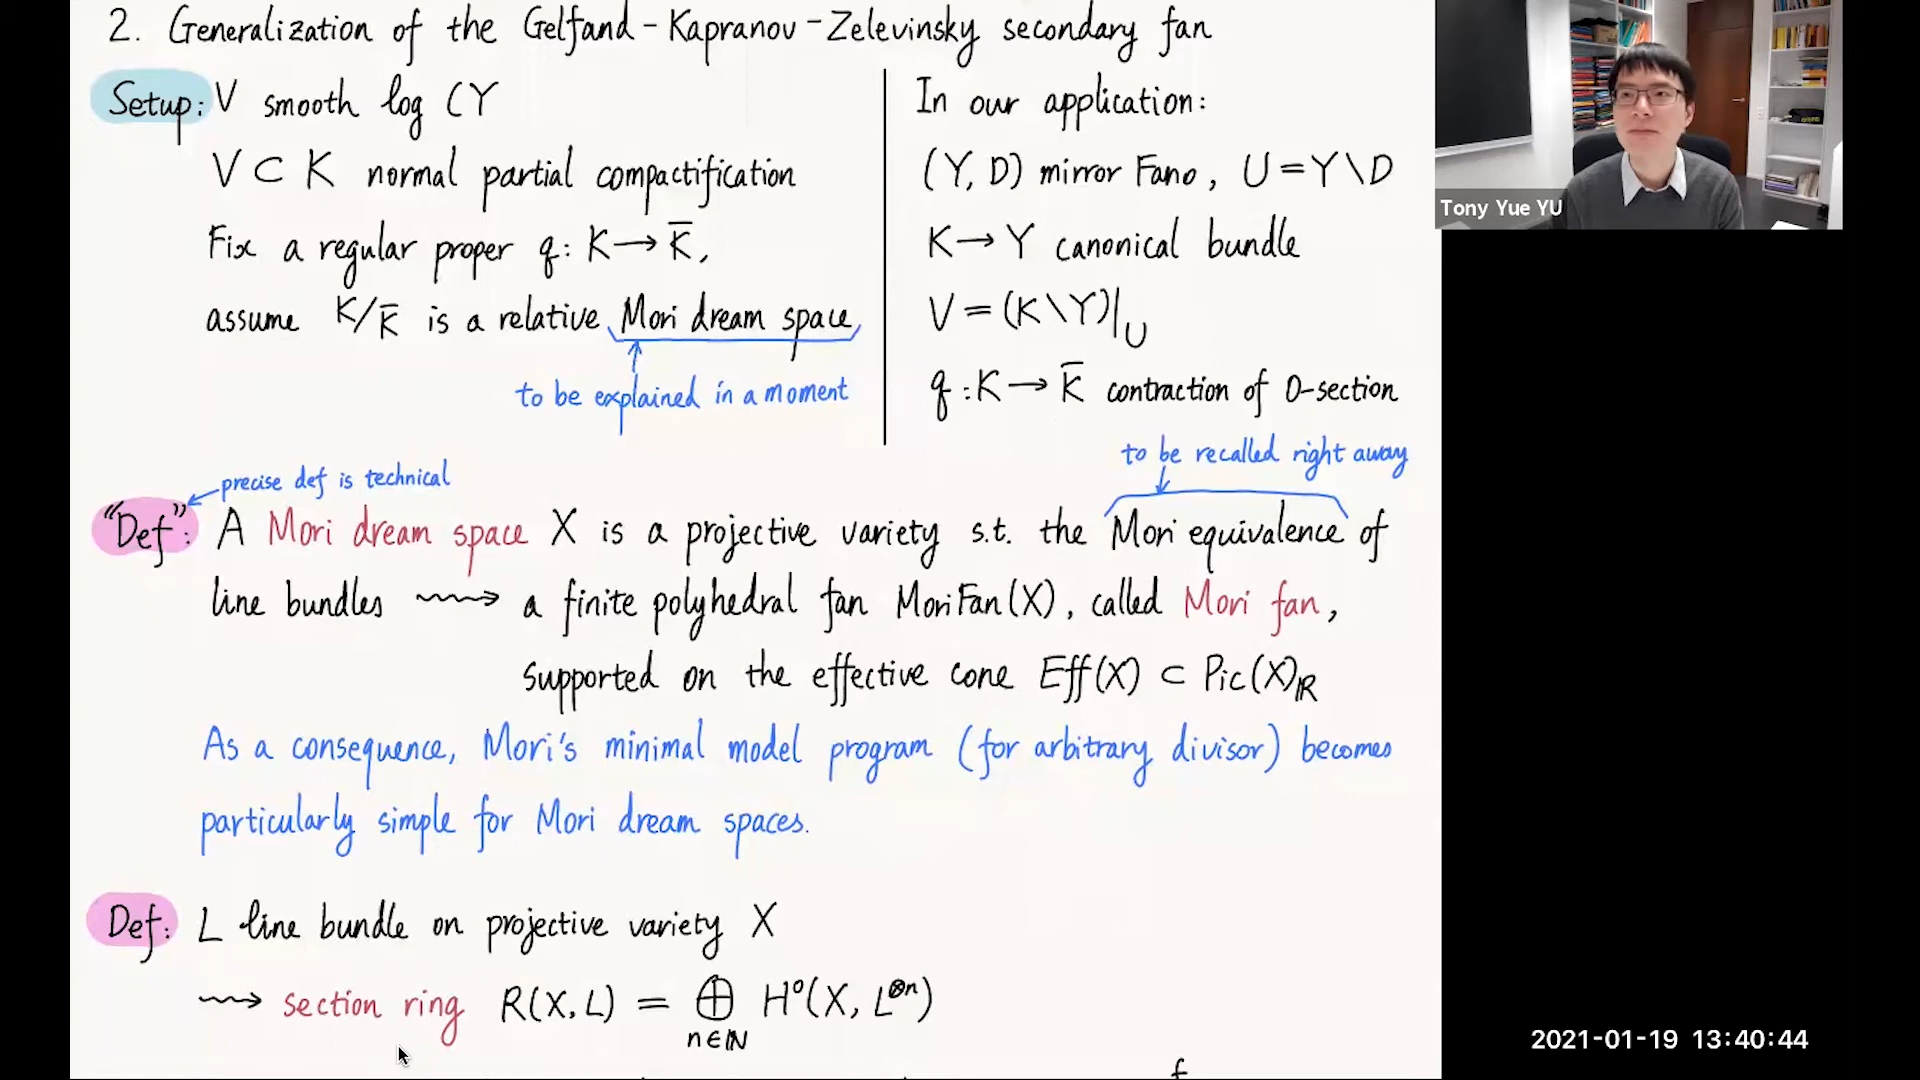 2. Generalization of the Gelfand-Kapranov-Zelevinsky secondary fan
Setup: V smooth log CY
V ⊂ K normal partial compactification
Fix a regular proper q: K → K̄,
assume K/K̄ is a relative Mori dream space
to be explained in a moment
In our application:
(Y, D) mirror Fano, U = Y \ D
K → Y canonical bundle
V = (K \ Y)|_U
q: K → K̄ contraction of 0-section
to be recalled right away
precise def is technical
"Def": A Mori dream space X is a projective variety s.t. the Mori equivalence of
line bundles ⟿ a finite polyhedral fan MoriFan(X), called Mori fan,
supported on the effective cone Eff(X) ⊂ Pic(X)_ℝ
As a consequence, Mori's minimal model program (for arbitrary divisor) becomes
particularly simple for Mori dream spaces.
Def: L line bundle on projective variety X
⟿ section ring R(X, L) = ⊕_{n∈ℕ} H⁰(X, L^{⊗n})
Tony Yue YU
2021-01-19 13:40:44